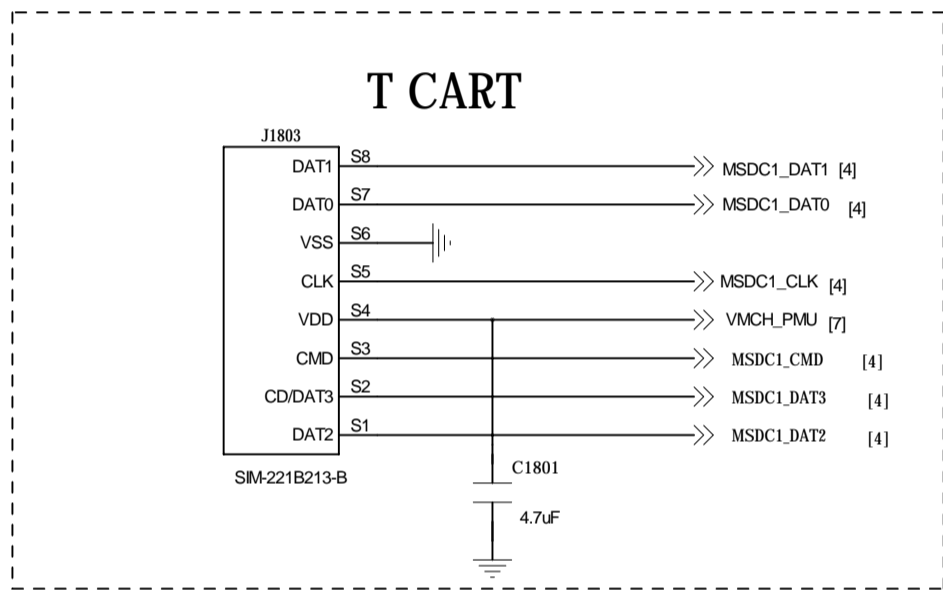 T CART
J1803
DAT1 S8 MSDC1_DAT1 [4]
DAT0 S7 MSDC1_DAT0 [4]
VSS S6
CLK S5 MSDC1_CLK [4]
VDD S4 VMCH_PMU [7]
CMD S3 MSDC1_CMD [4]
CD/DAT3 S2 MSDC1_DAT3 [4]
DAT2 S1 MSDC1_DAT2 [4]
SIM-221B213-B
C1801
4.7uF